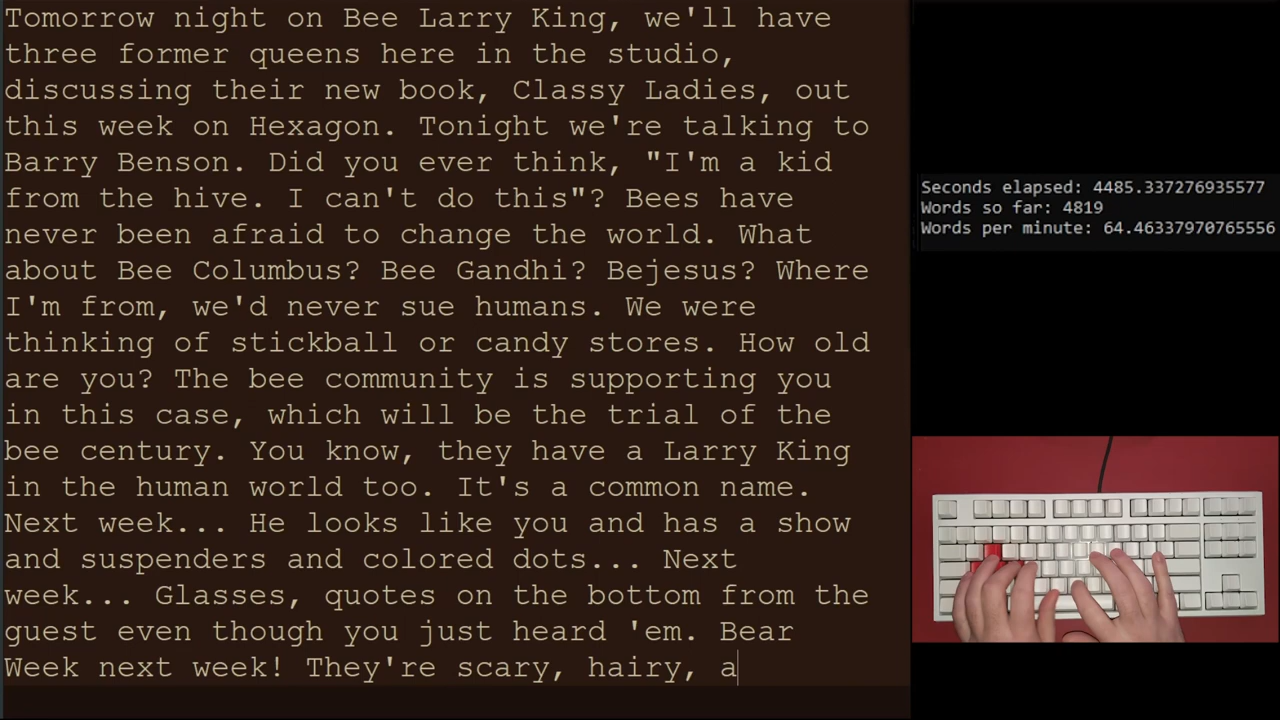 Tomorrow night on Bee Larry King, we'll have
three former queens here in the studio,
discussing their new book, Classy Ladies, out
this week on Hexagon. Tonight we're talking to
Barry Benson. Did you ever think, "I'm a kid
from the hive. I can't do this"? Bees have
never been afraid to change the world. What
about Bee Columbus? Bee Gandhi? Bejesus? Where
I'm from, we'd never sue humans. We were
thinking of stickball or candy stores. How old
are you? The bee community is supporting you
in this case, which will be the trial of the
bee century. You know, they have a Larry King
in the human world too. It's a common name.
Next week... He looks like you and has a show
and suspenders and colored dots... Next
week... Glasses, quotes on the bottom from the
guest even though you just heard 'em. Bear
Week next week! They're scary, hairy, a
Seconds elapsed: 4485.337276935577
Words so far: 4819
Words per minute: 64.46337970765556